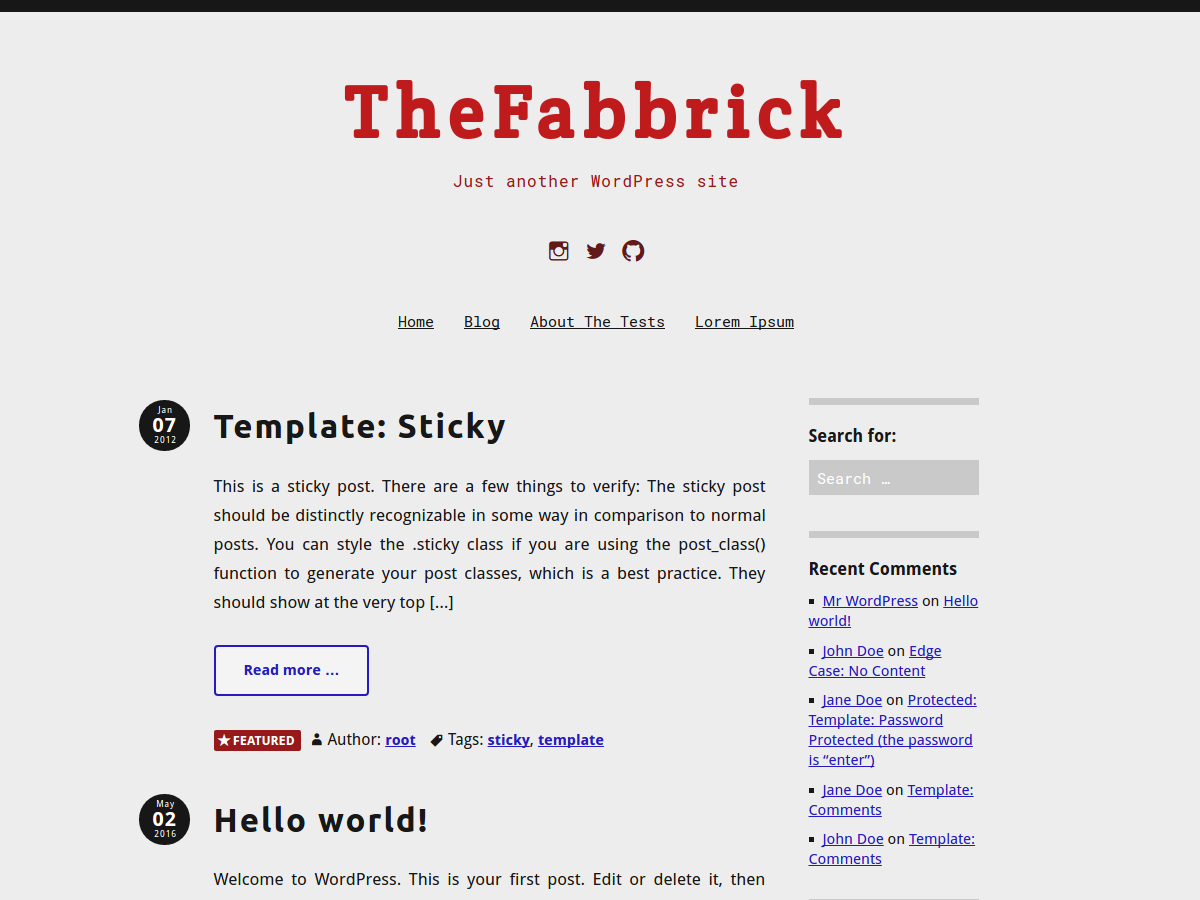 TheFabbrick
Just another WordPress site
Home Blog About The Tests Lorem Ipsum
Jan
07
2012
Template: Sticky
This is a sticky post. There are a few things to verify: The sticky post
should be distinctly recognizable in some way in comparison to normal
posts. You can style the .sticky class if you are using the post_class()
function to generate your post classes, which is a best practice. They
should show at the very top […]
Read more …
FEATURED Author: root Tags: sticky, template
May
02
2016
Hello world!
Welcome to WordPress. This is your first post. Edit or delete it, then
Search for:
Search …
Recent Comments
Mr WordPress on Hello
world!
John Doe on Edge
Case: No Content
Jane Doe on Protected:
Template: Password
Protected (the password
is “enter”)
Jane Doe on Template:
Comments
John Doe on Template:
Comments